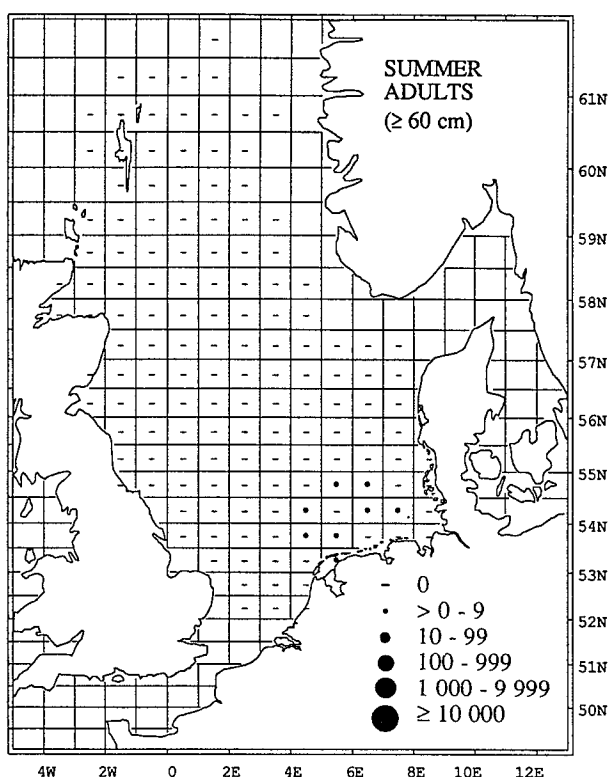 SUMMER
ADULTS
(≥ 60 cm)
61N
60N
59N
58N
57N
56N
55N
54N
53N
52N
51N
50N
- 0
> 0 - 9
10 - 99
100 - 999
1 000 - 9 999
≥ 10 000
4W 2W 0 2E 4E 6E 8E 10E 12E